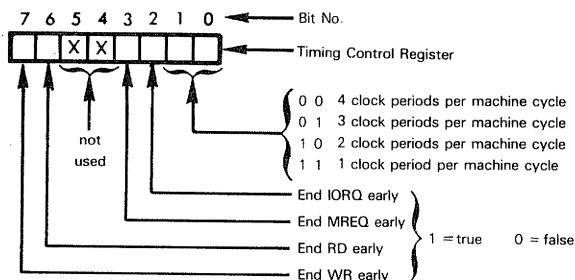 7 6 5 4 3 2 1 0 Bit No.
X X Timing Control Register
0 0 4 clock periods per machine cycle
0 1 3 clock periods per machine cycle
1 0 2 clock periods per machine cycle
1 1 1 clock period per machine cycle
not
used
End IORQ early
End MREQ early
1 = true 0 = false
End RD early
End WR early